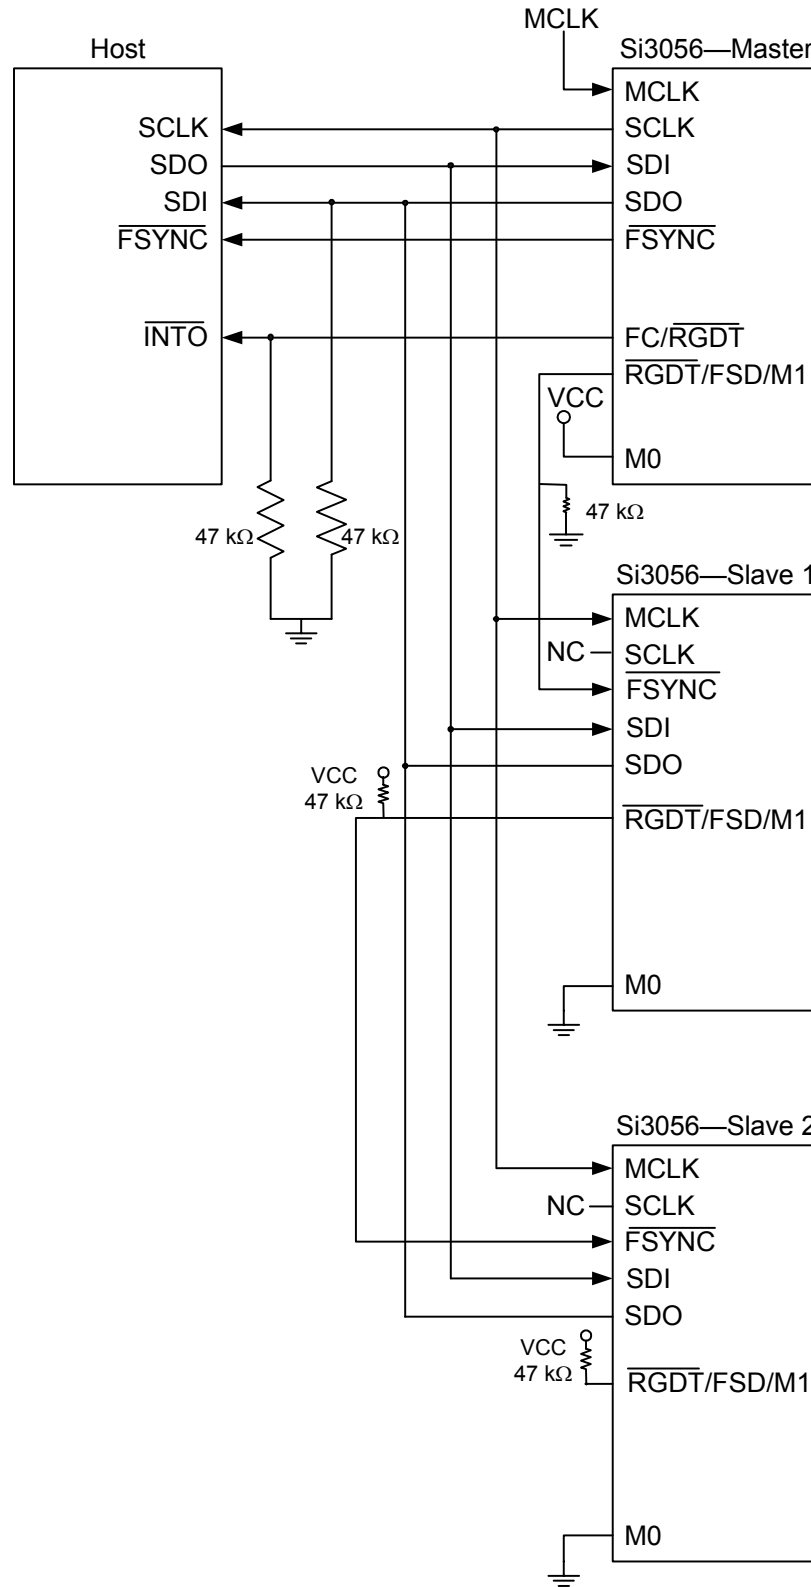 MCLK
Host
Si3056—Master
MCLK
SCLK
SCLK
SDO
SDI
SDI
SDO
FSYNC
FSYNC
INTO
FC/RGDT
RGDT/FSD/M1
VCC
M0
47 kΩ
47 kΩ
47 kΩ
Si3056—Slave 1
MCLK
NC
SCLK
FSYNC
SDI
SDO
VCC
47 kΩ
RGDT/FSD/M1
M0
Si3056—Slave 2
MCLK
NC
SCLK
FSYNC
SDI
SDO
VCC
47 kΩ
RGDT/FSD/M1
M0